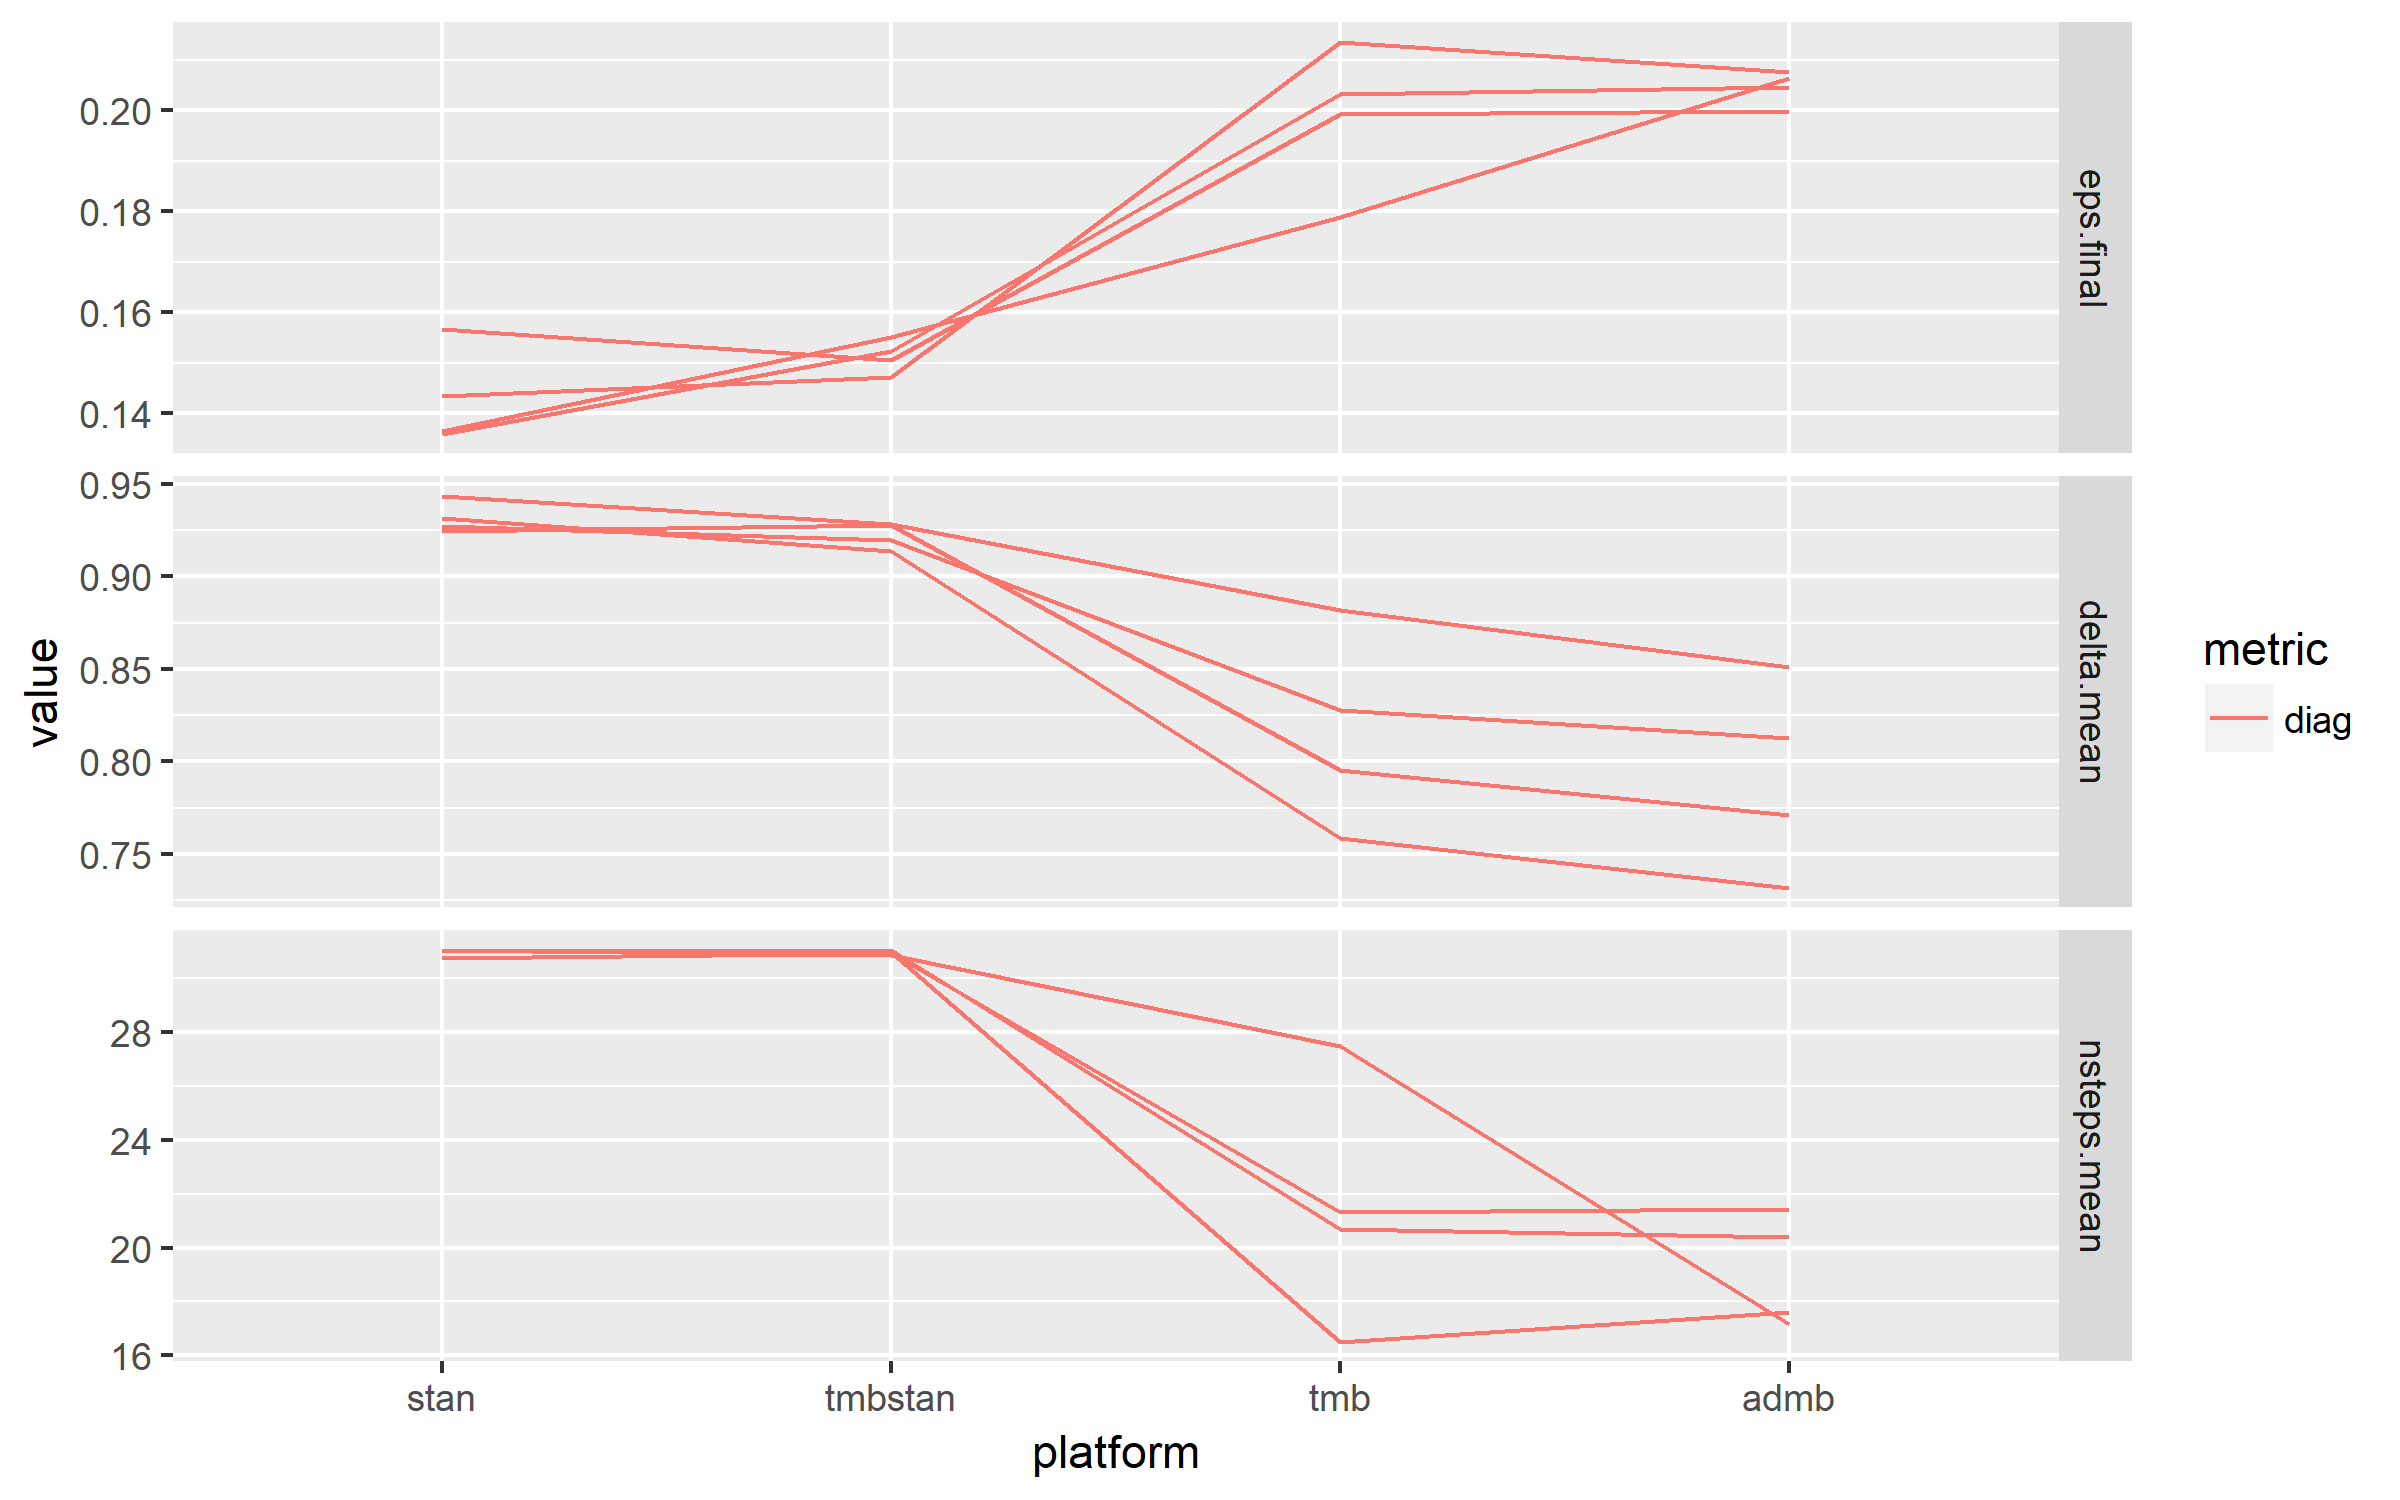 0.20
0.18
0.16
0.14
eps.final
0.95
0.90
0.85
0.80
0.75
delta.mean
28
24
20
16
nsteps.mean
value
stan
tmbstan
tmb
admb
platform
metric
diag